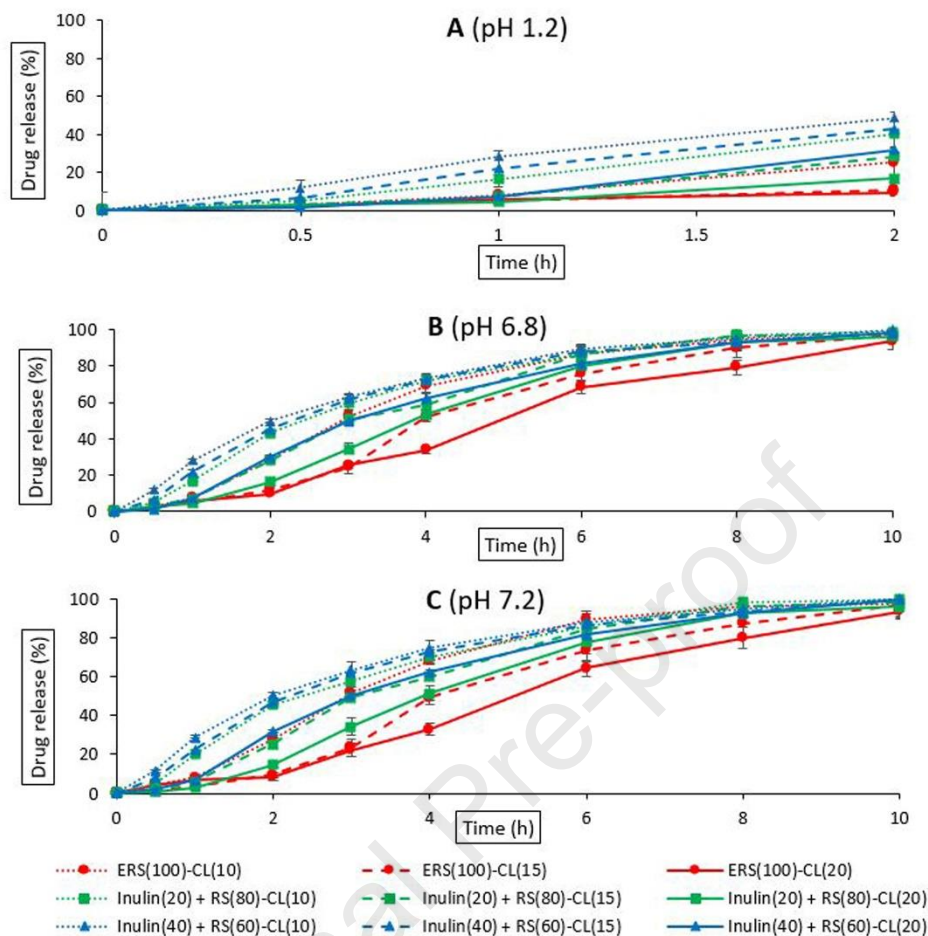 A (pH 1.2)
Drug release (%)
100
80
60
40
20
0
0 0.5 1 1.5 2
Time (h)
B (pH 6.8)
Drug release (%)
100
80
60
40
20
0
0 2 4 6 8 10
Time (h)
C (pH 7.2)
Drug release (%)
100
80
60
40
20
0
0 2 4 6 8 10
Time (h)
ERS(100)-CL(10) ERS(100)-CL(15) ERS(100)-CL(20)
Inulin(20) + RS(80)-CL(10) Inulin(20) + RS(80)-CL(15) Inulin(20) + RS(80)-CL(20)
Inulin(40) + RS(60)-CL(10) Inulin(40) + RS(60)-CL(15) Inulin(40) + RS(60)-CL(20)
nal Pre-proof